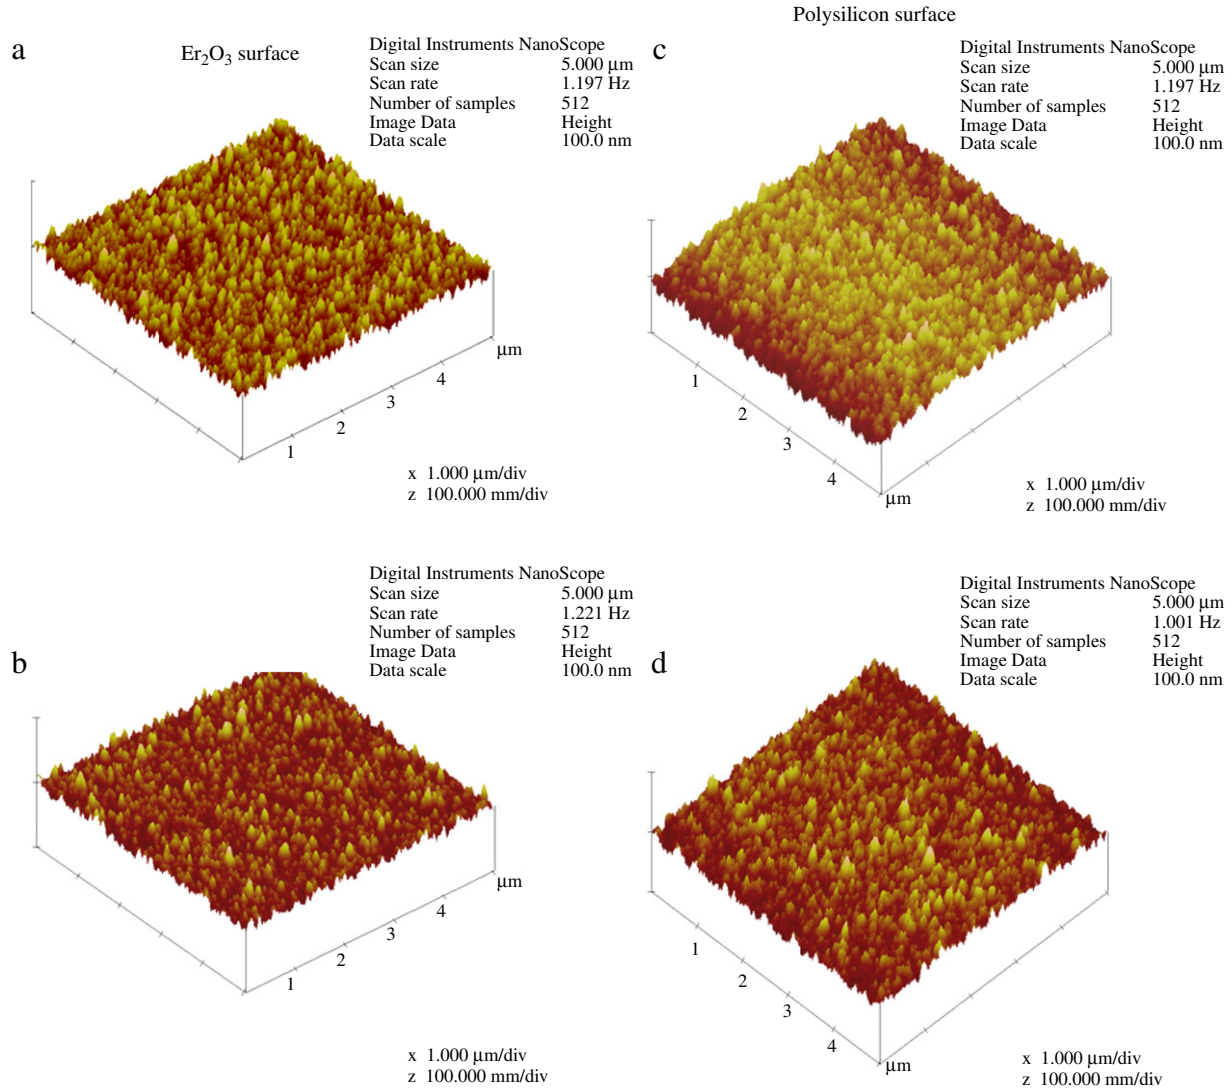 a
Er₂O₃ surface
Digital Instruments NanoScope
Scan size 5.000 μm
Scan rate 1.197 Hz
Number of samples 512
Image Data Height
Data scale 100.0 nm
μm
4
3
2
1
x 1.000 μm/div
z 100.000 mm/div
Polysilicon surface
c
Digital Instruments NanoScope
Scan size 5.000 μm
Scan rate 1.197 Hz
Number of samples 512
Image Data Height
Data scale 100.0 nm
1
2
3
4
μm
x 1.000 μm/div
z 100.000 mm/div
b
Digital Instruments NanoScope
Scan size 5.000 μm
Scan rate 1.221 Hz
Number of samples 512
Image Data Height
Data scale 100.0 nm
μm
4
3
2
1
x 1.000 μm/div
z 100.000 mm/div
d
Digital Instruments NanoScope
Scan size 5.000 μm
Scan rate 1.001 Hz
Number of samples 512
Image Data Height
Data scale 100.0 nm
1
2
3
4
μm
x 1.000 μm/div
z 100.000 mm/div